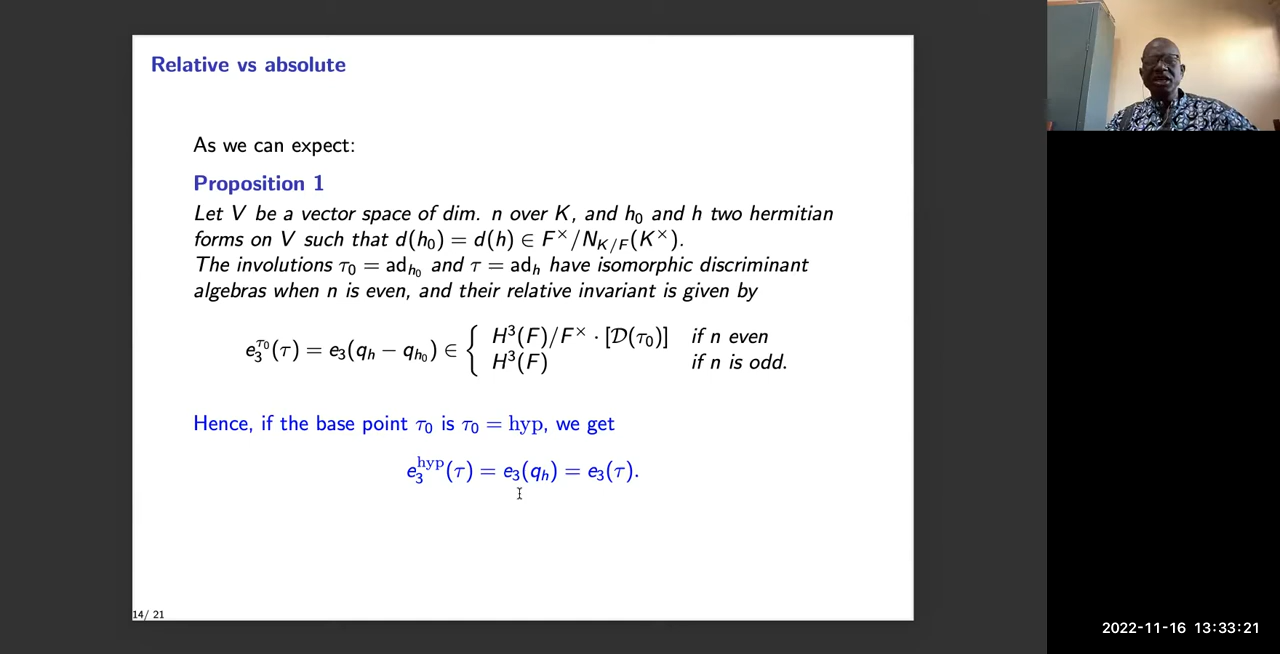 Relative vs absolute
As we can expect:
Proposition 1
Let V be a vector space of dim. n over K, and h₀ and h two hermitian
forms on V such that d(h₀) = d(h) ∈ F×/N_{K/F}(K×).
The involutions τ₀ = ad_{h₀} and τ = ad_h have isomorphic discriminant
algebras when n is even, and their relative invariant is given by
e₃^{τ₀}(τ) = e₃(q_h − q_{h₀}) ∈ { H³(F)/F× · [𝒟(τ₀)] if n even
H³(F) if n is odd.
Hence, if the base point τ₀ is τ₀ = hyp, we get
e₃^{hyp}(τ) = e₃(q_h) = e₃(τ).
14/ 21
2022-11-16 13:33:21